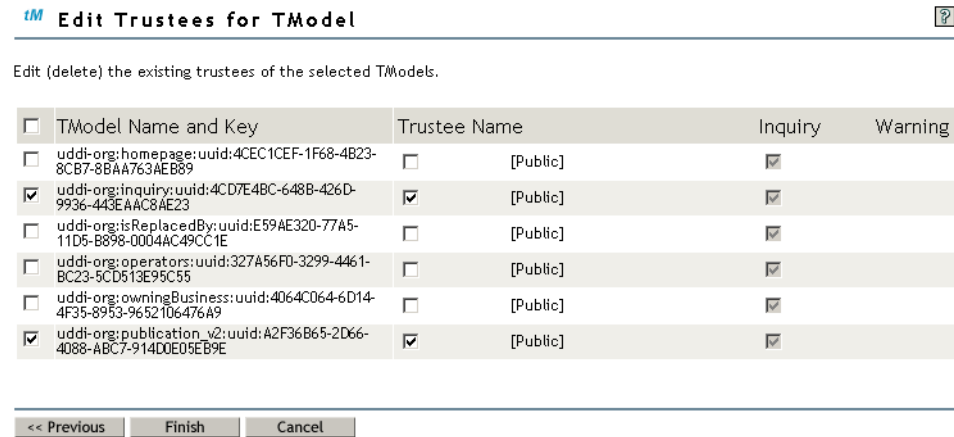 tM Edit Trustees for TModel
?
Edit (delete) the existing trustees of the selected TModels.
TModel Name and Key Trustee Name Inquiry Warning
uddi-org:homepage:uuid:4CEC1CEF-1F68-4B23-
8CB7-8BAA763AEB89 [Public]
uddi-org:inquiry:uuid:4CD7E4BC-648B-426D-
9936-443EAAC8AE23 [Public]
uddi-org:isReplacedBy:uuid:E59AE320-77A5-
11D5-B898-0004AC49CC1E [Public]
uddi-org:operators:uuid:327A56F0-3299-4461-
BC23-5CD513E95C55 [Public]
uddi-org:owningBusiness:uuid:4064C064-6D14-
4F35-8953-9652106476A9 [Public]
uddi-org:publication_v2:uuid:A2F36B65-2D66-
4088-ABC7-914D0E05EB9E [Public]
<< Previous Finish Cancel